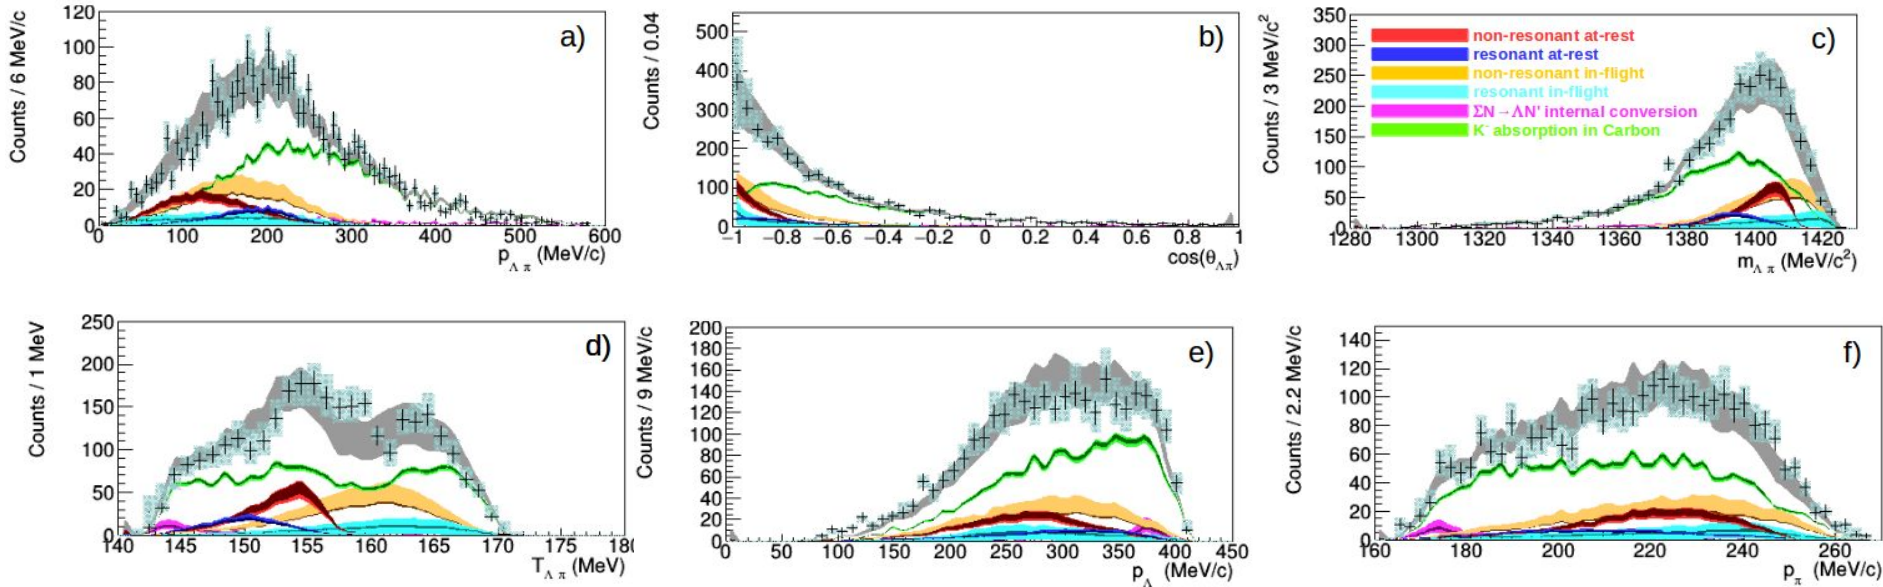 Counts / 6 MeV/c
120
100
80
60
40
20
0
0 100 200 300 400 500 600
p_Λπ (MeV/c)
a)
Counts / 0.04
500
400
300
200
100
0
−1 −0.8 −0.6 −0.4 −0.2 0 0.2 0.4 0.6 0.8 1
cos(θ_Λπ)
b)
Counts / 3 MeV/c²
350
300
250
200
150
100
50
0
1280 1300 1320 1340 1360 1380 1400 1420
m_Λπ (MeV/c²)
c)
non-resonant at-rest
resonant at-rest
non-resonant in-flight
resonant in-flight
ΣN→ΛN' internal conversion
K⁻ absorption in Carbon
Counts / 1 MeV
250
200
150
100
50
0
140 145 150 155 160 165 170 175 180
T_Λπ (MeV)
d)
Counts / 9 MeV/c
200
180
160
140
120
100
80
60
40
20
0
0 50 100 150 200 250 300 350 400 450
p_Λ (MeV/c)
e)
Counts / 2.2 MeV/c
140
120
100
80
60
40
20
0
160 180 200 220 240 260
p_π (MeV/c)
f)